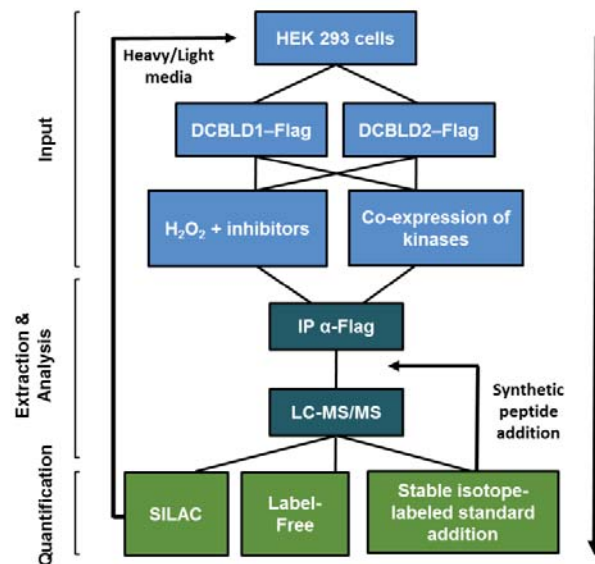 HEK 293 cells
Heavy/Light
media
Input
DCBLD1–Flag
DCBLD2–Flag
H₂O₂ + inhibitors
Co-expression of
kinases
Extraction &
Analysis
IP α-Flag
LC-MS/MS
Synthetic
peptide
addition
Quantification
SILAC
Label-
Free
Stable isotope-
labeled standard
addition